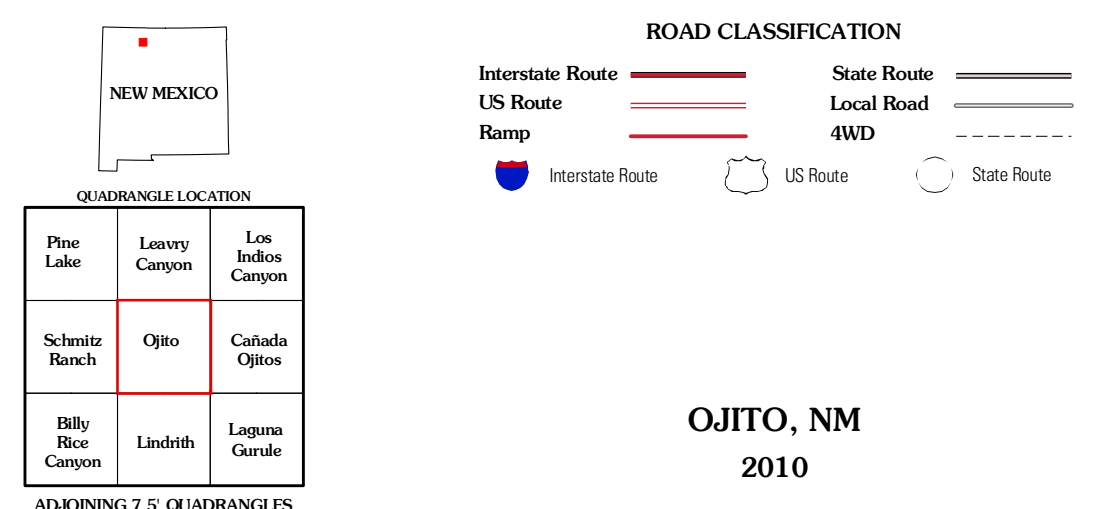 NEW MEXICO
QUADRANGLE LOCATION
Pine
Lake
Leavry
Canyon
Los
Indios
Canyon
Schmitz
Ranch
Ojito
Cañada
Ojitos
Billy
Rice
Canyon
Lindrith
Laguna
Gurule
ADJOINING 7.5' QUADRANGLES
ROAD CLASSIFICATION
Interstate Route
State Route
US Route
Local Road
Ramp
4WD
Interstate Route
US Route
State Route
OJITO, NM
2010